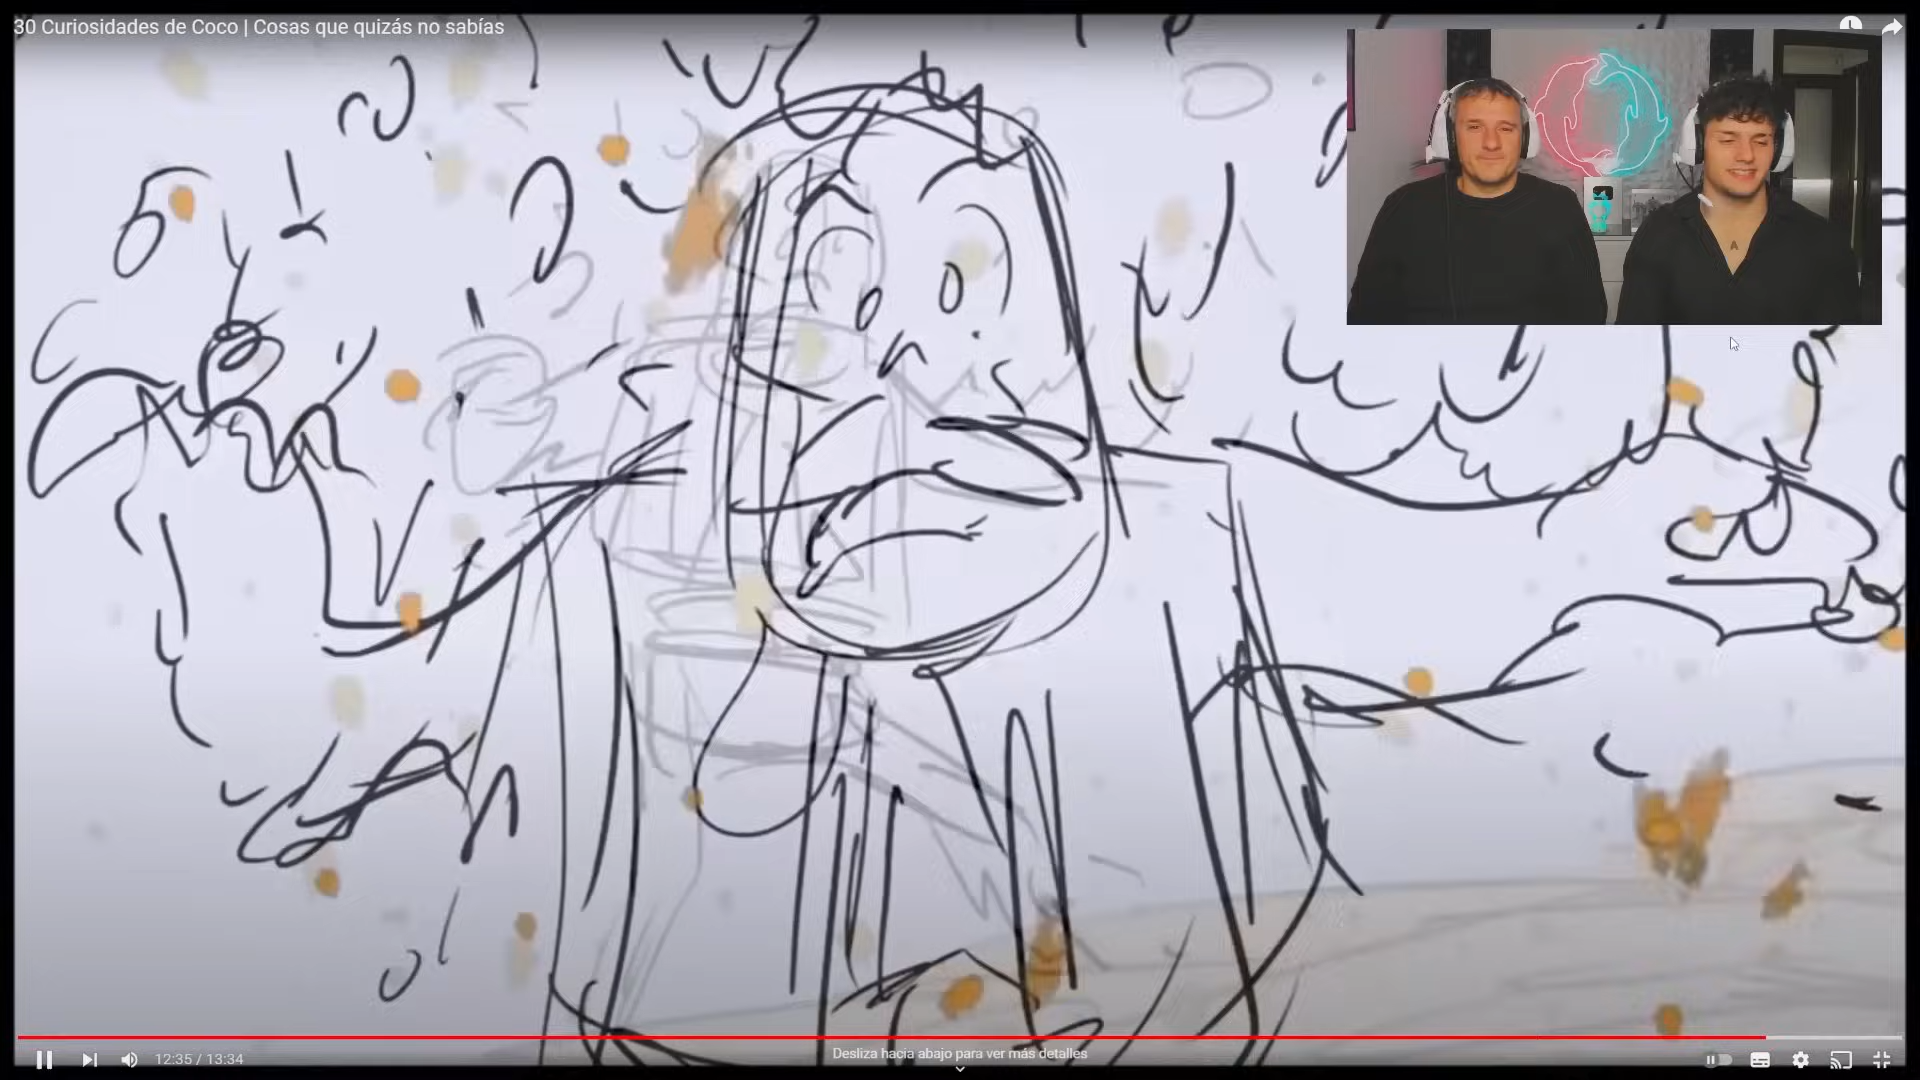 30 Curiosidades de Coco | Cosas que quizás no sabías
12:35 / 13:34
Desliza hacia abajo para ver más detalles